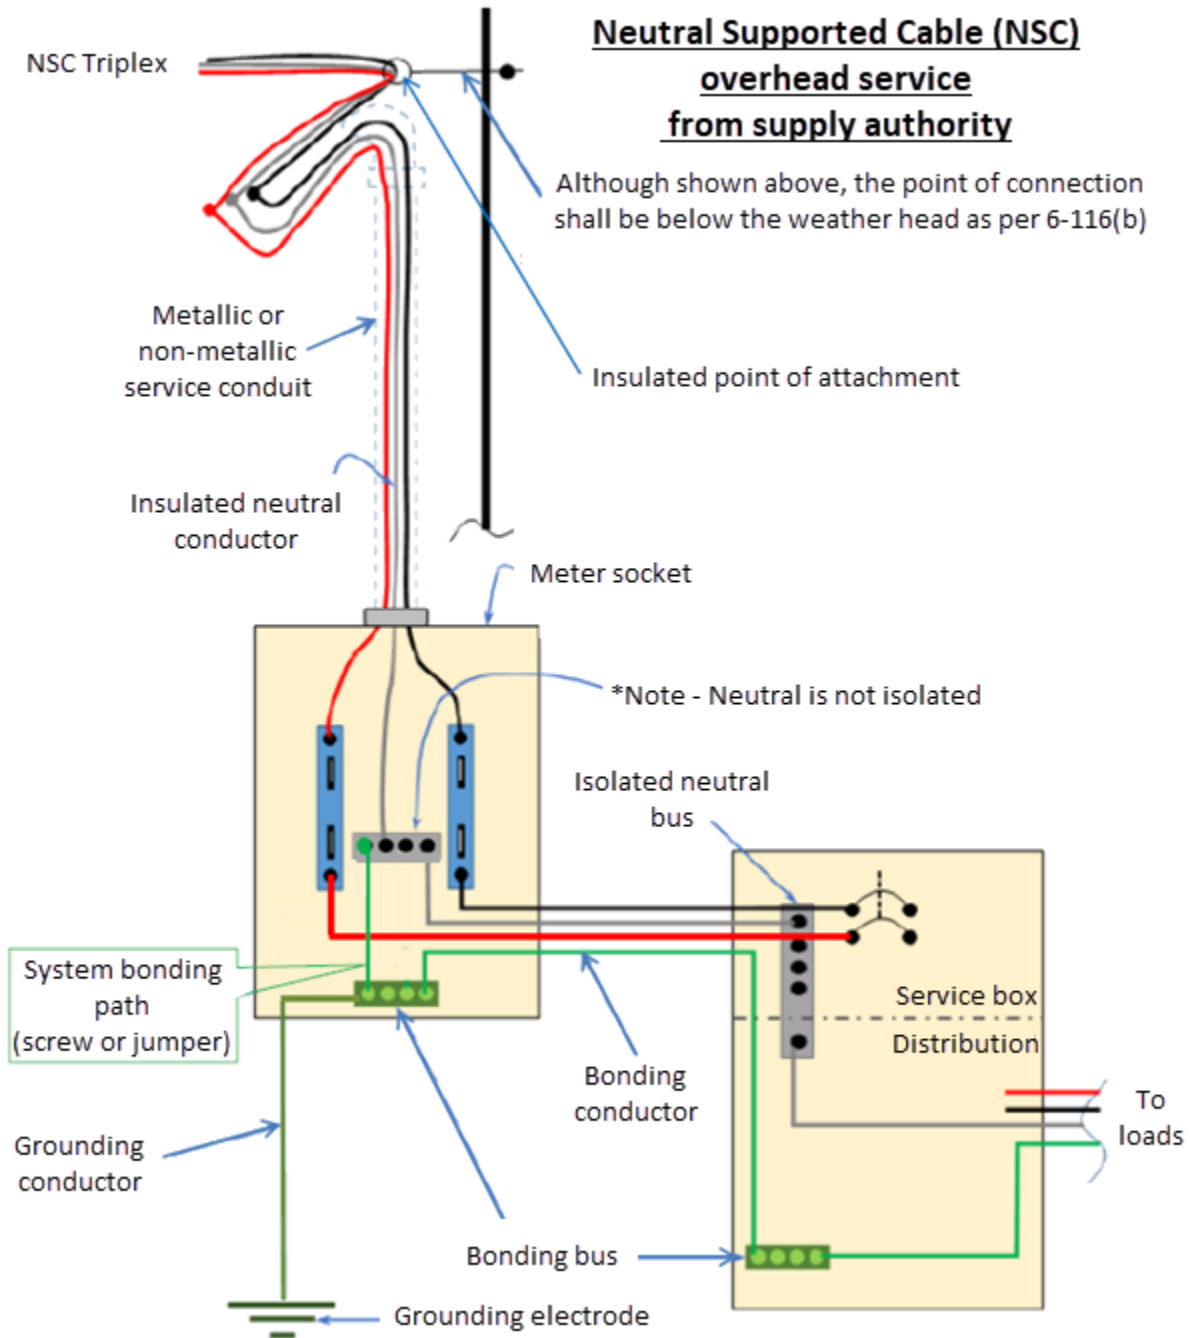 Neutral Supported Cable (NSC)
overhead service
from supply authority
NSC Triplex
Although shown above, the point of connection
shall be below the weather head as per 6-116(b)
Metallic or
non-metallic
service conduit
Insulated point of attachment
Insulated neutral
conductor
Meter socket
*Note - Neutral is not isolated
Isolated neutral
bus
System bonding
path
(screw or jumper)
Service box
Distribution
Bonding
conductor
To
loads
Grounding
conductor
Bonding bus
Grounding electrode